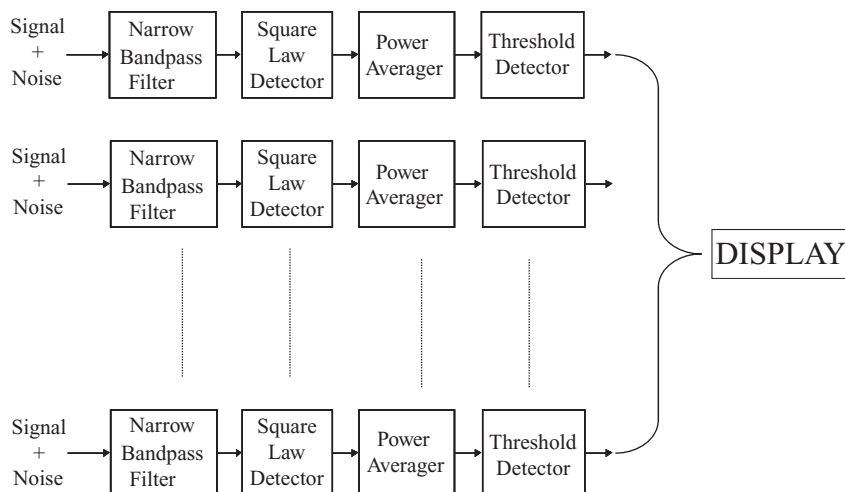 Signal
+
Noise
Narrow
Bandpass
Filter
Square
Law
Detector
Power
Averager
Threshold
Detector
Signal
+
Noise
Narrow
Bandpass
Filter
Square
Law
Detector
Power
Averager
Threshold
Detector
DISPLAY
Signal
+
Noise
Narrow
Bandpass
Filter
Square
Law
Detector
Power
Averager
Threshold
Detector